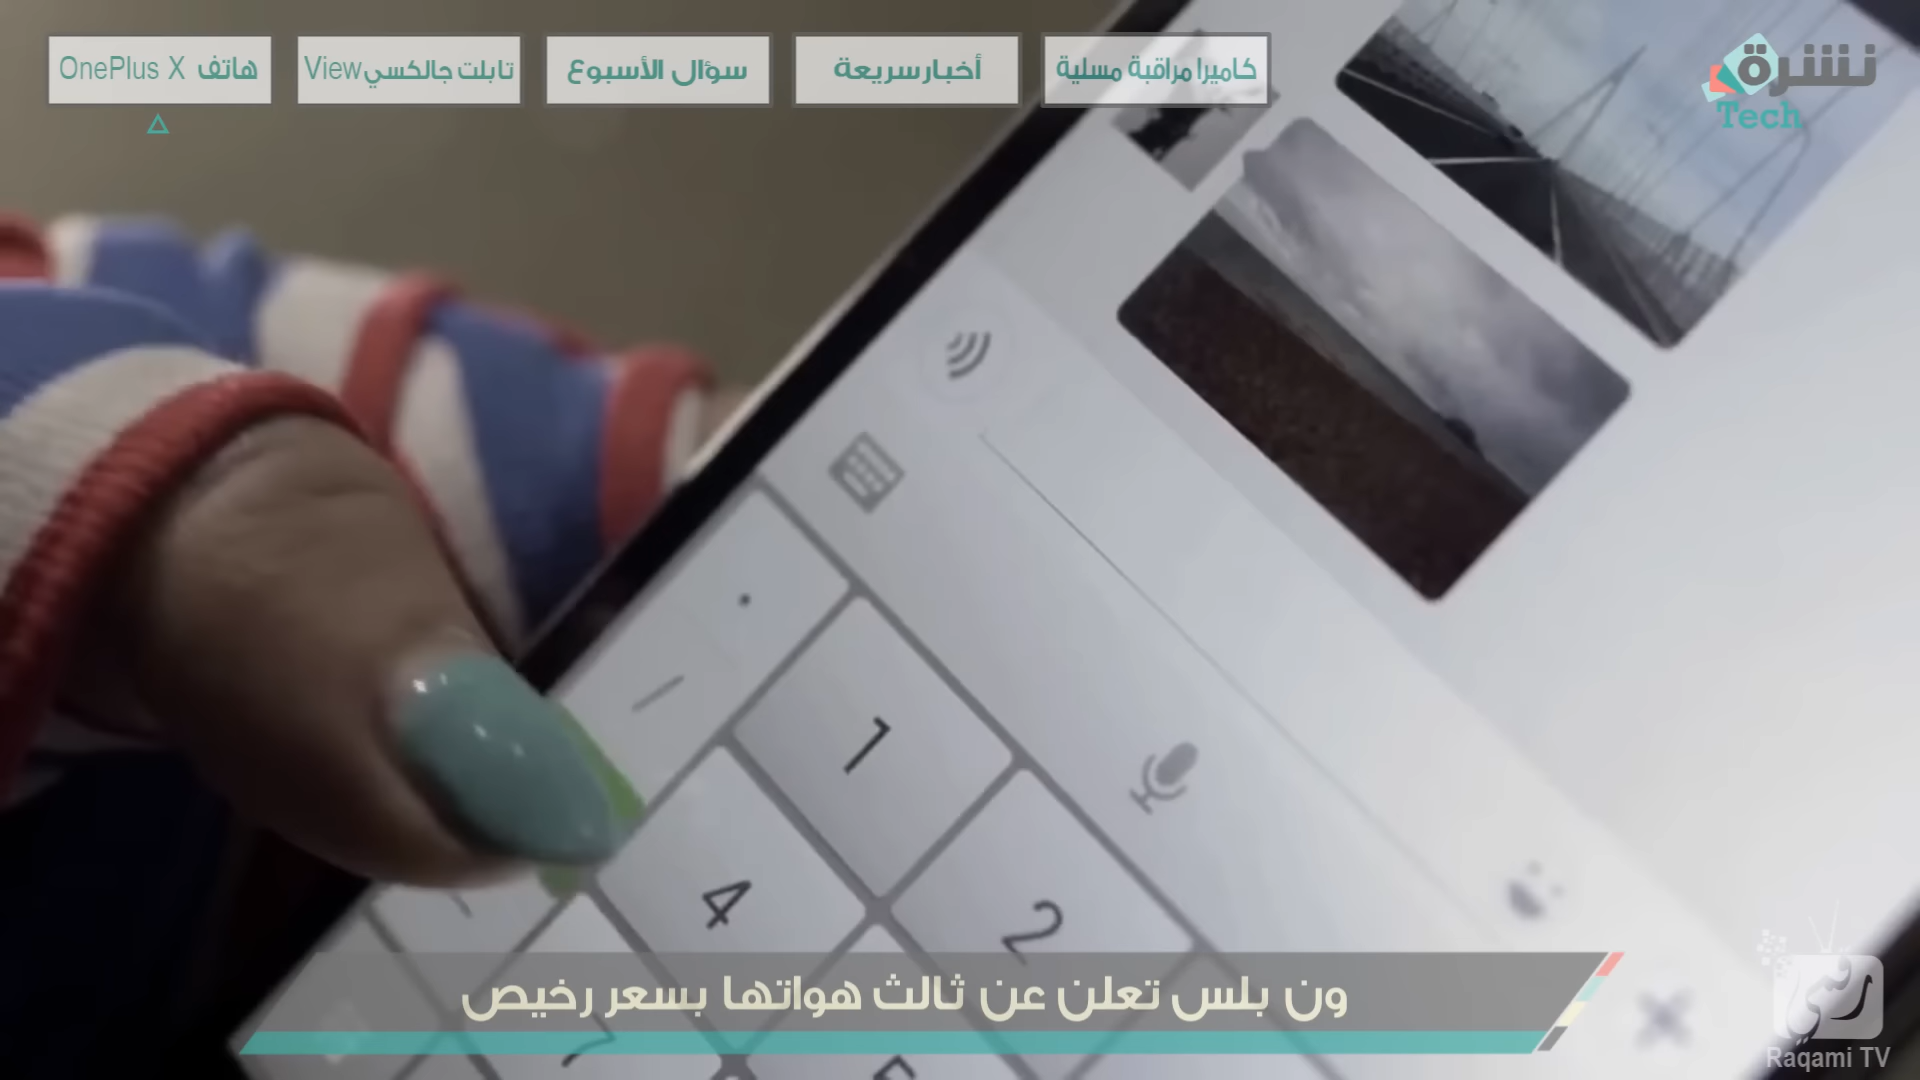 كاميرا مراقبة مسلية
أخبار سريعة
سؤال الأسبوع
تابلت جالكسي View
هاتف OnePlus X
نشرة
Tech
1
4
2
ون بلس تعلن عن ثالث هواتها بسعر رخيص
رقمي
Raqami TV